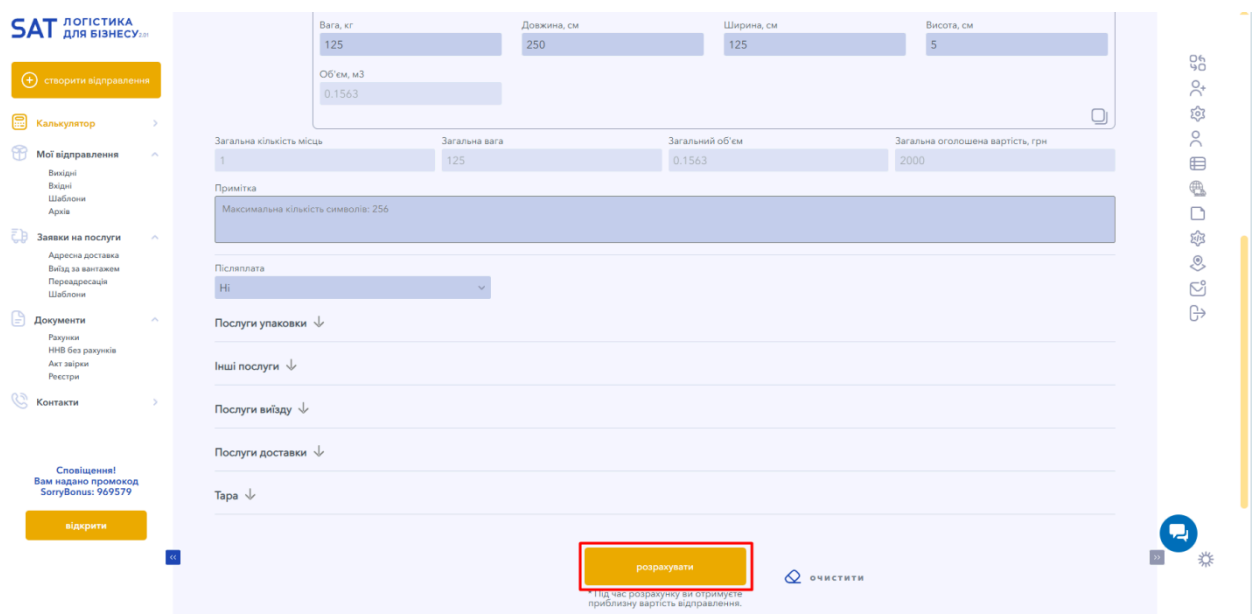 SAT ЛОГІСТИКА
ДЛЯ БІЗНЕСУ 2.01
створити відправлення
Калькулятор
Мої відправлення
Вихідні
Вхідні
Шаблони
Архів
Заявки на послуги
Адресна доставка
Виїзд за вантажем
Переадресація
Шаблони
Документи
Рахунки
ННВ без рахунків
Акт звірки
Реєстри
Контакти
Сповіщення!
Вам надано промокод
SorryBonus: 969579
відкрити
Вага, кг Довжина, см Ширина, см Висота, см
125 250 125 5
Об'єм, м3
0.1563
Загальна кількість місць Загальна вага Загальний об'єм Загальна оголошена вартість, грн
1 125 0.1563 2000
Примітка
Максимальна кількість символів: 256
Післяплата
Ні
Послуги упаковки
Інші послуги
Послуги виїзду
Послуги доставки
Тара
розрахувати
очистити
* Під час розрахунку ви отримуєте
приблизну вартість відправлення.